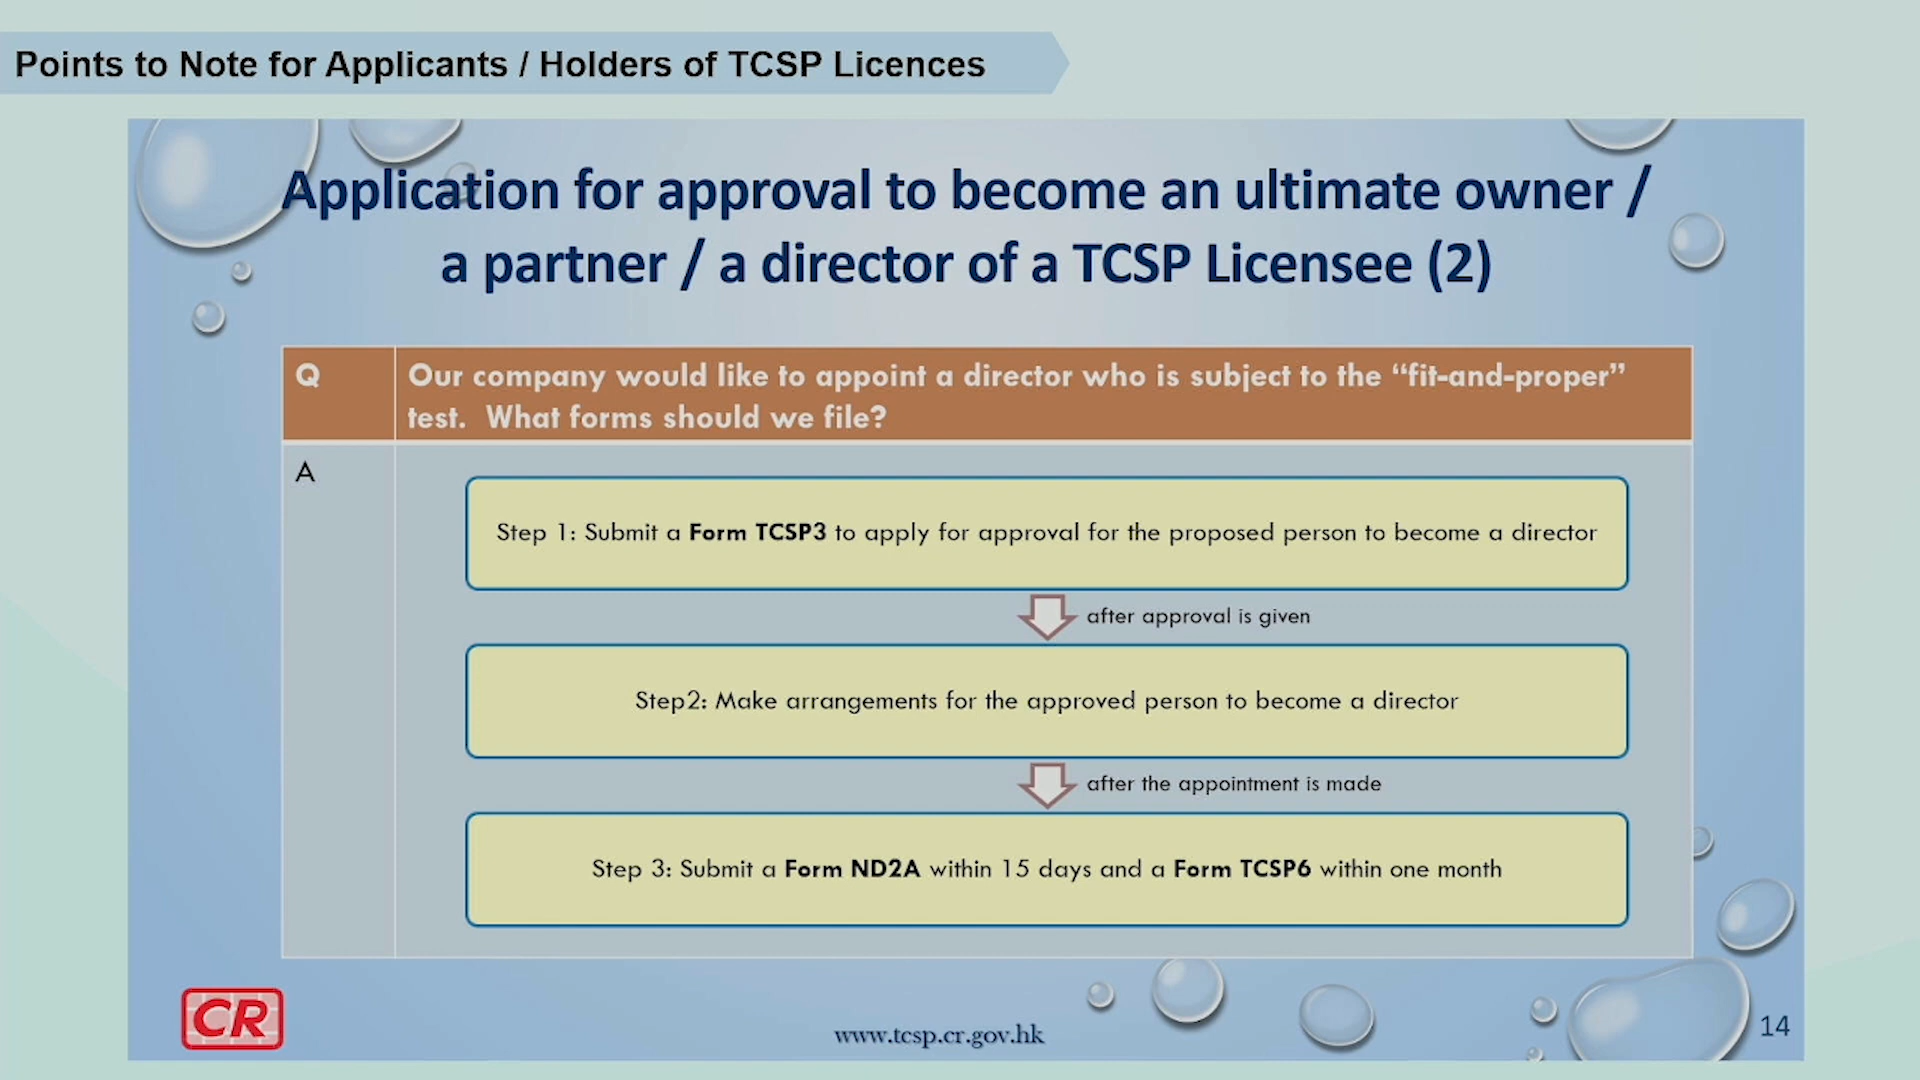 Points to Note for Applicants / Holders of TCSP Licences
Application for approval to become an ultimate owner /
a partner / a director of a TCSP Licensee (2)
Q
Our company would like to appoint a director who is subject to the “fit-and-proper”
test.  What forms should we file?
A
Step 1: Submit a Form TCSP3 to apply for approval for the proposed person to become a director
after approval is given
Step2: Make arrangements for the approved person to become a director
after the appointment is made
Step 3: Submit a Form ND2A within 15 days and a Form TCSP6 within one month
CR
www.tcsp.cr.gov.hk
14